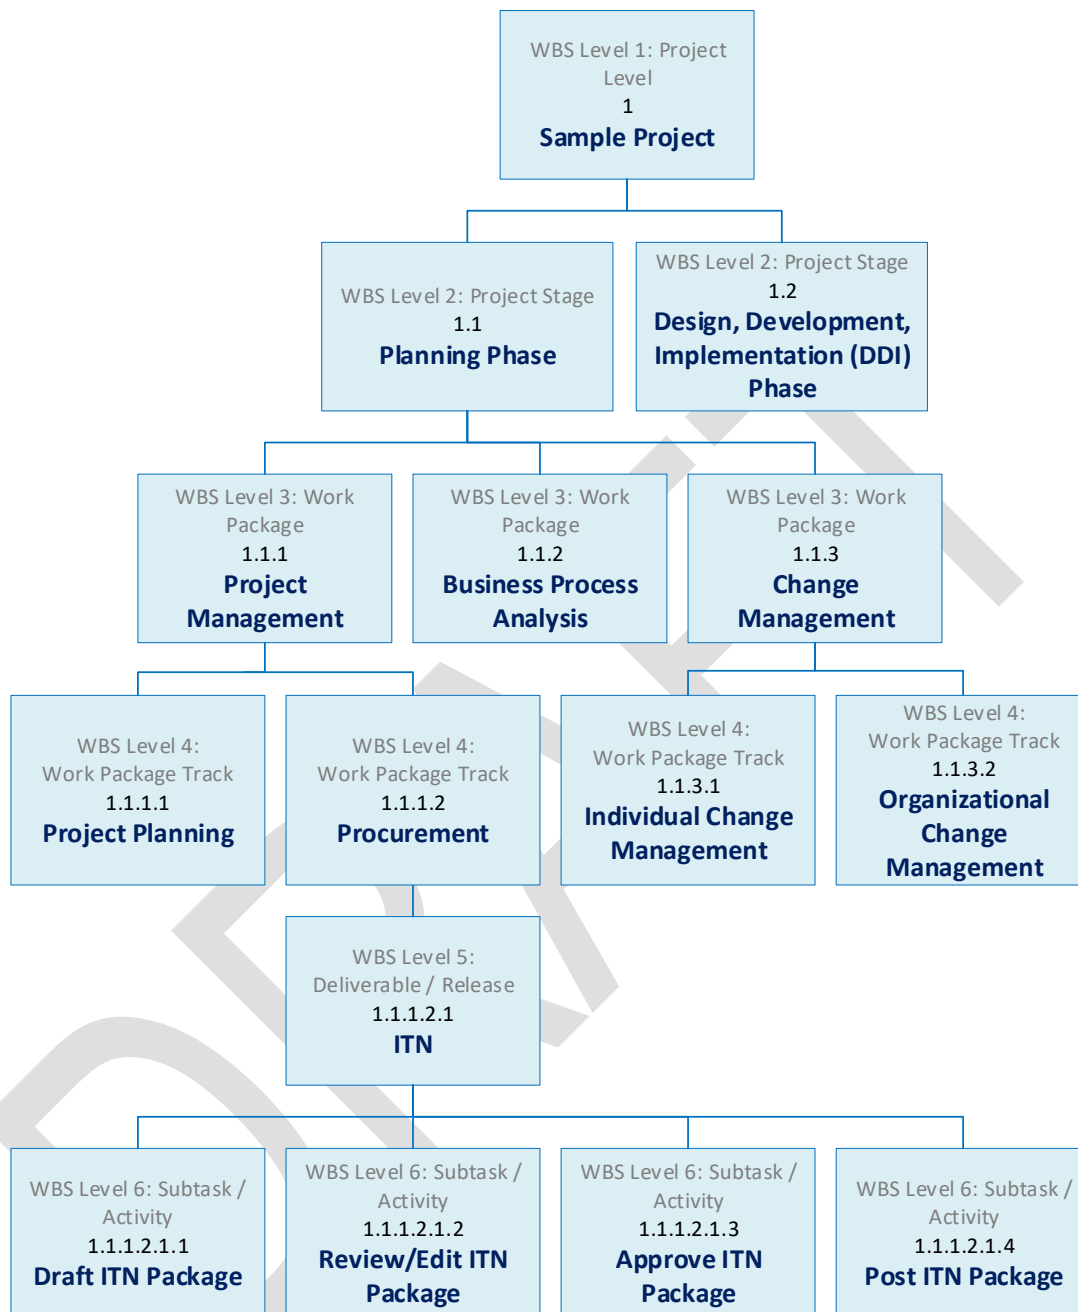 WBS Level 1: Project
Level
1
Sample Project
WBS Level 2: Project Stage
1.1
Planning Phase
WBS Level 2: Project Stage
1.2
Design, Development,
Implementation (DDI)
Phase
WBS Level 3: Work
Package
1.1.1
Project
Management
WBS Level 3: Work
Package
1.1.2
Business Process
Analysis
WBS Level 3: Work
Package
1.1.3
Change
Management
WBS Level 4:
Work Package Track
1.1.1.1
Project Planning
WBS Level 4:
Work Package Track
1.1.1.2
Procurement
WBS Level 4:
Work Package Track
1.1.3.1
Individual Change
Management
WBS Level 4:
Work Package Track
1.1.3.2
Organizational
Change
Management
WBS Level 5:
Deliverable / Release
1.1.1.2.1
ITN
WBS Level 6: Subtask /
Activity
1.1.1.2.1.1
Draft ITN Package
WBS Level 6: Subtask /
Activity
1.1.1.2.1.2
Review/Edit ITN
Package
WBS Level 6: Subtask /
Activity
1.1.1.2.1.3
Approve ITN
Package
WBS Level 6: Subtask /
Activity
1.1.1.2.1.4
Post ITN Package
DRAFT